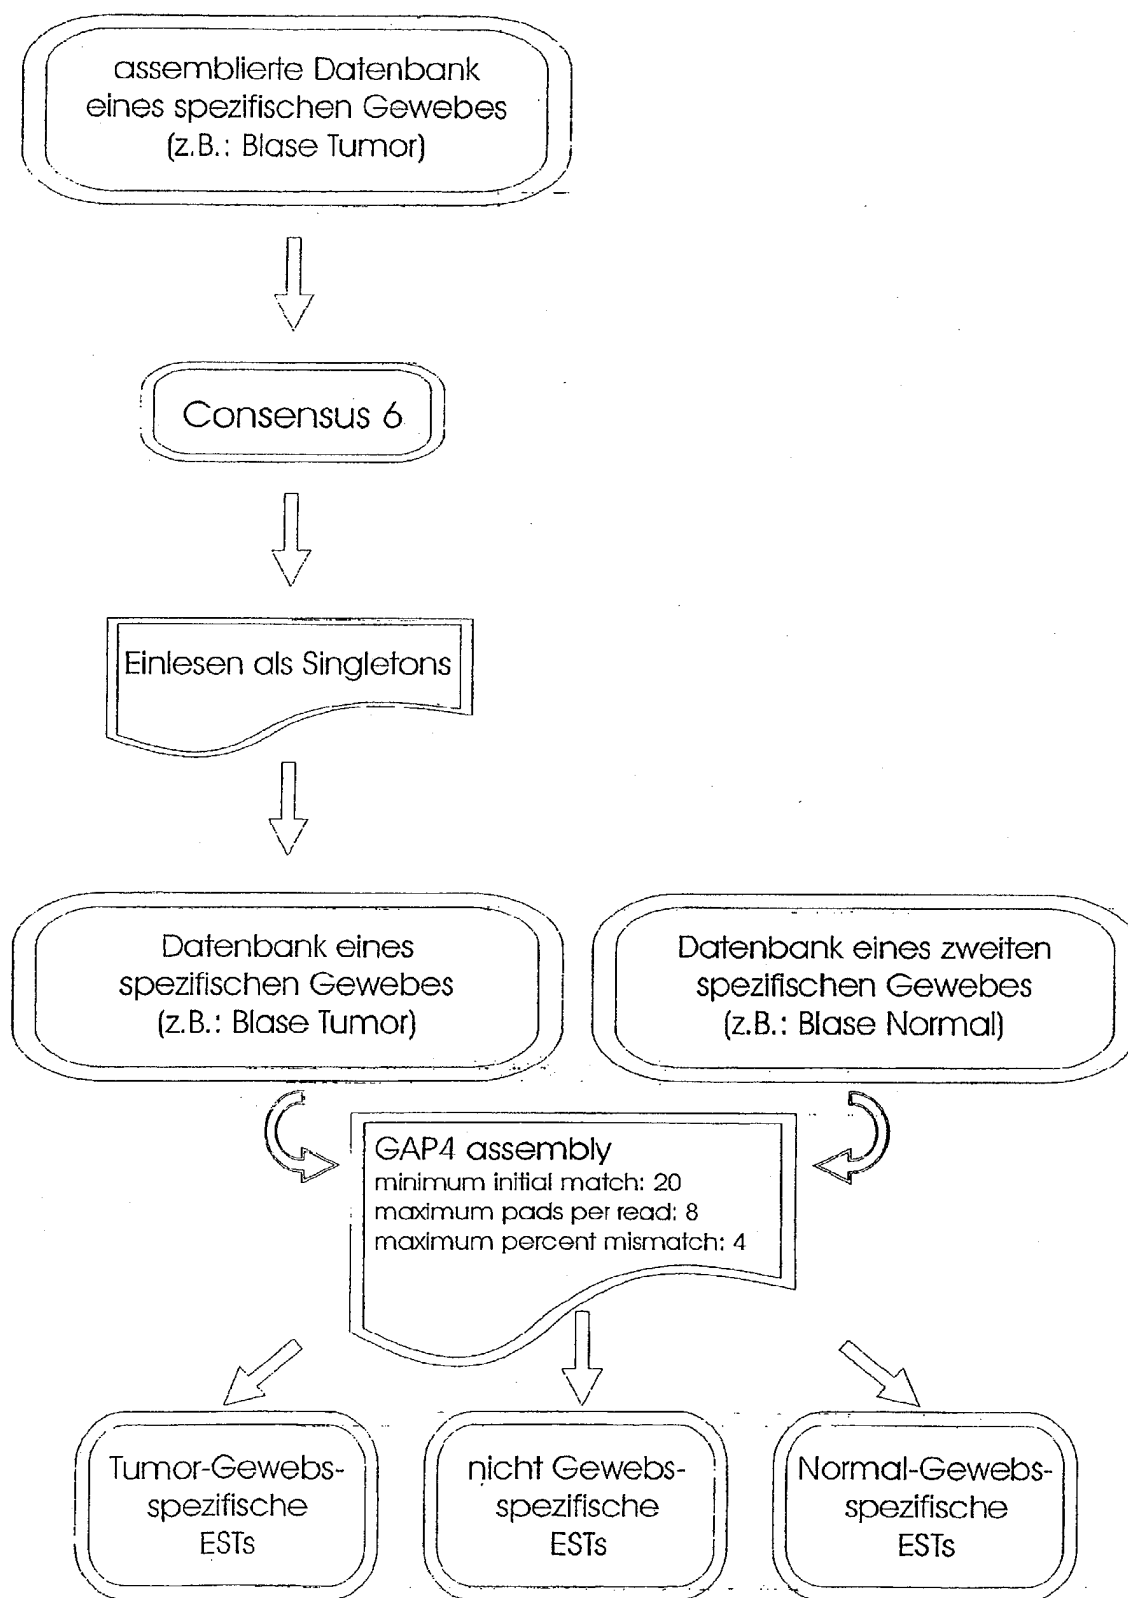 assemblierte Datenbank
eines spezifischen Gewebes
(z.B.: Blase Tumor)
Consensus 6
Einlesen als Singletons
Datenbank eines
spezifischen Gewebes
(z.B.: Blase Tumor)
Datenbank eines zweiten
spezifischen Gewebes
(z.B.: Blase Normal)
GAP4 assembly
minimum initial match: 20
maximum pads per read: 8
maximum percent mismatch: 4
Tumor-Gewebs-
spezifische
ESTs
nicht Gewebs-
spezifische
ESTs
Normal-Gewebs-
spezifische
ESTs